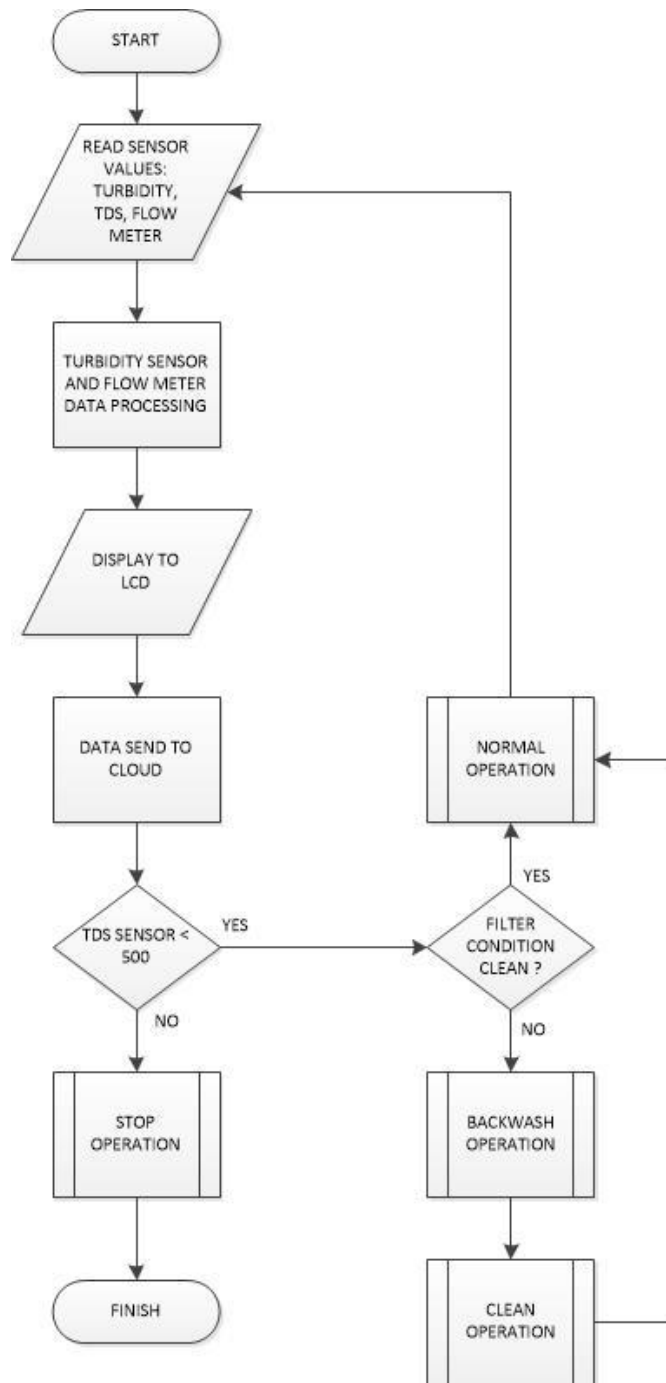 START
READ SENSOR
VALUES:
TURBIDITY,
TDS, FLOW
METER
TURBIDITY SENSOR
AND FLOW METER
DATA PROCESSING
DISPLAY TO
LCD
DATA SEND TO
CLOUD
TDS SENSOR <
500
YES
NO
STOP
OPERATION
FINISH
NORMAL
OPERATION
YES
FILTER
CONDITION
CLEAN ?
NO
BACKWASH
OPERATION
CLEAN
OPERATION